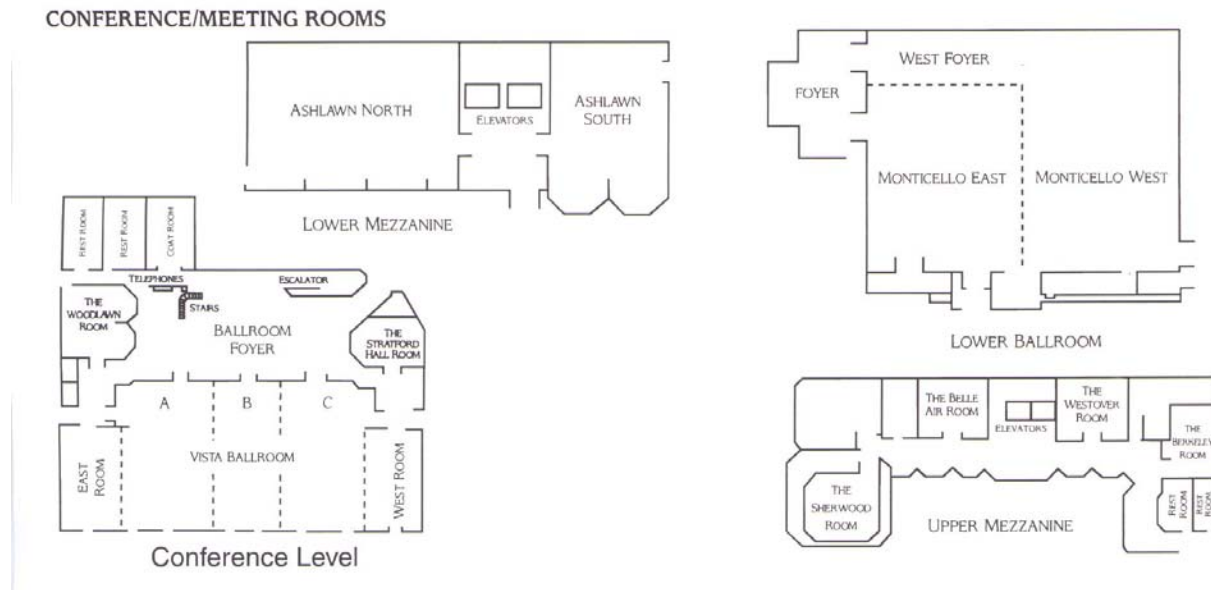 CONFERENCE/MEETING ROOMS
ASHLAWN NORTH
ELEVATORS
ASHLAWN
SOUTH
LOWER MEZZANINE
REST ROOM
REST ROOM
COAT ROOM
TELEPHONES
ESCALATOR
STAIRS
THE
WOODLAWN
ROOM
BALLROOM
FOYER
THE
STRATFORD
HALL ROOM
A
B
C
VISTA BALLROOM
EAST
ROOM
WEST ROOM
Conference Level
WEST FOYER
FOYER
MONTICELLO EAST
MONTICELLO WEST
LOWER BALLROOM
THE BELLE
AIR ROOM
ELEVATORS
THE
WESTOVER
ROOM
THE
BERKELEY
ROOM
THE
SHERWOOD
ROOM
REST
ROOM
REST
ROOM
UPPER MEZZANINE